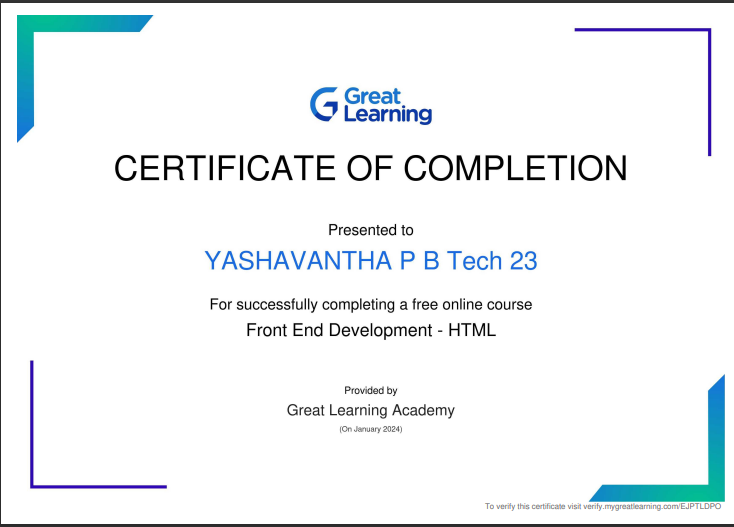 Great
Learning
CERTIFICATE OF COMPLETION
Presented to
YASHAVANTHA P B Tech 23
For successfully completing a free online course
Front End Development - HTML
Provided by
Great Learning Academy
(On January 2024)
To verify this certificate visit verify.mygreatlearning.com/EJPTLDPO